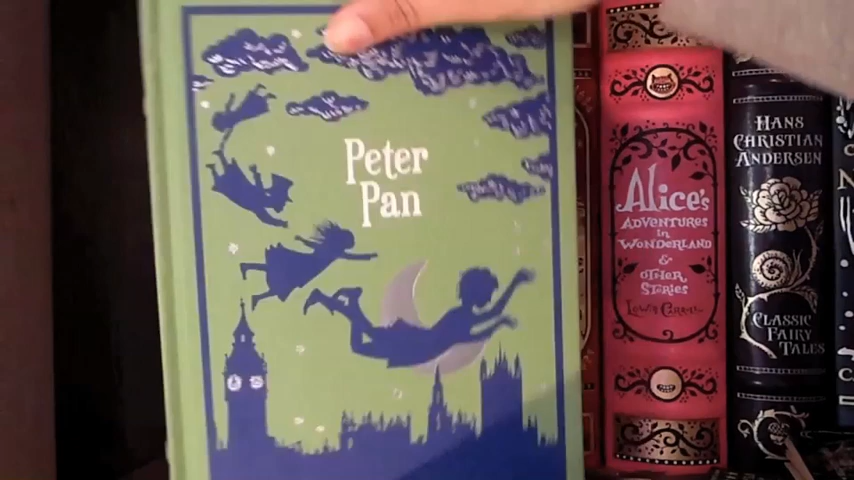 Peter
Pan
Alice's
Adventures
in
Wonderland
&
Other
Stories
Lewis Carroll
Hans
Christian
Andersen
Classic
Fairy
Tales